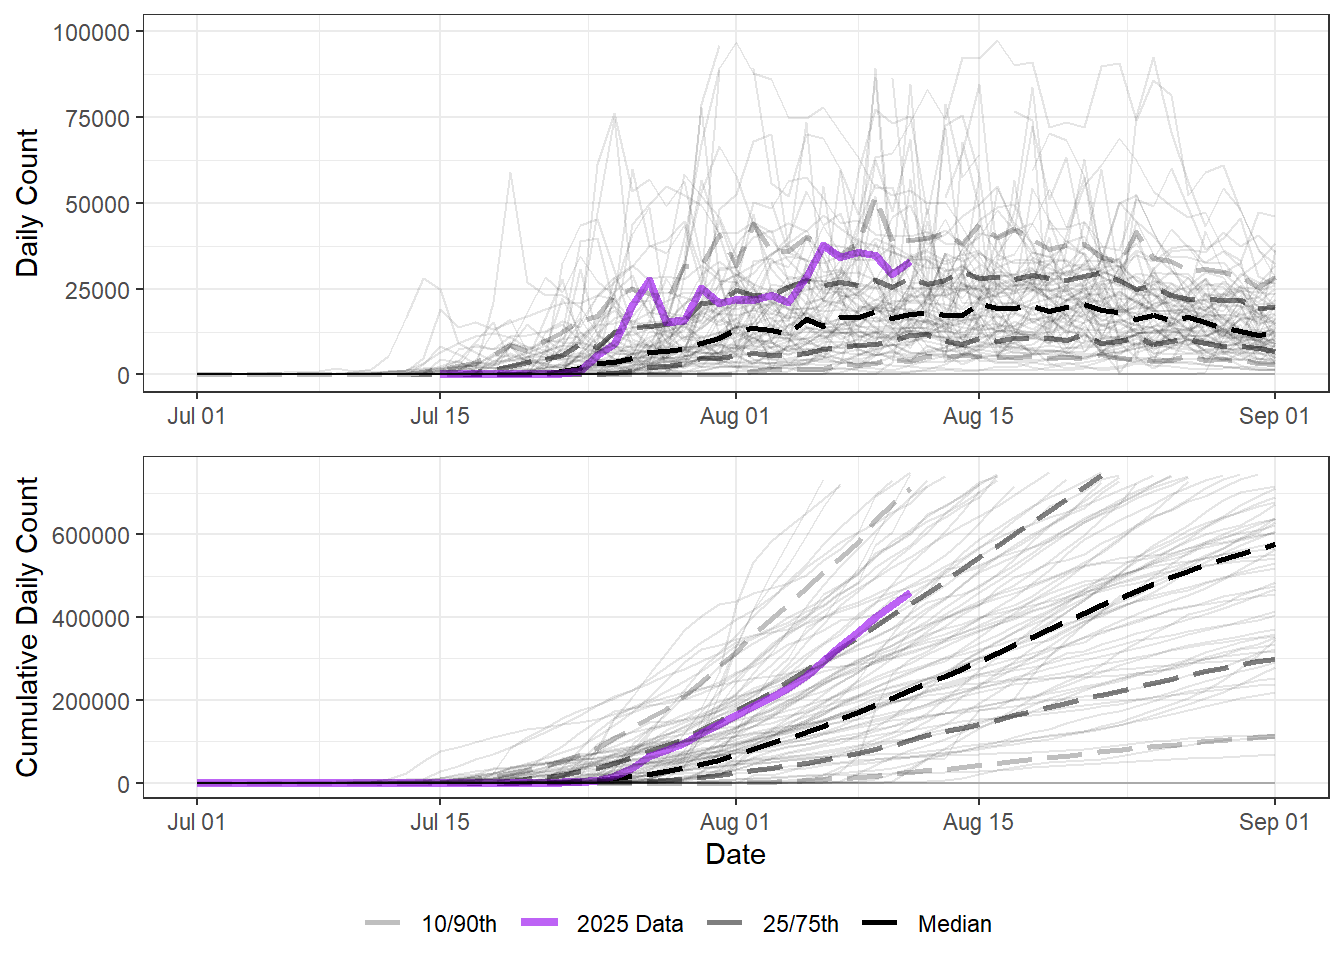 Daily Count
100000
75000
50000
25000
0
Jul 01 Jul 15 Aug 01 Aug 15 Sep 01
Cumulative Daily Count
600000
400000
200000
0
Jul 01 Jul 15 Aug 01 Aug 15 Sep 01
Date
10/90th 2025 Data 25/75th Median